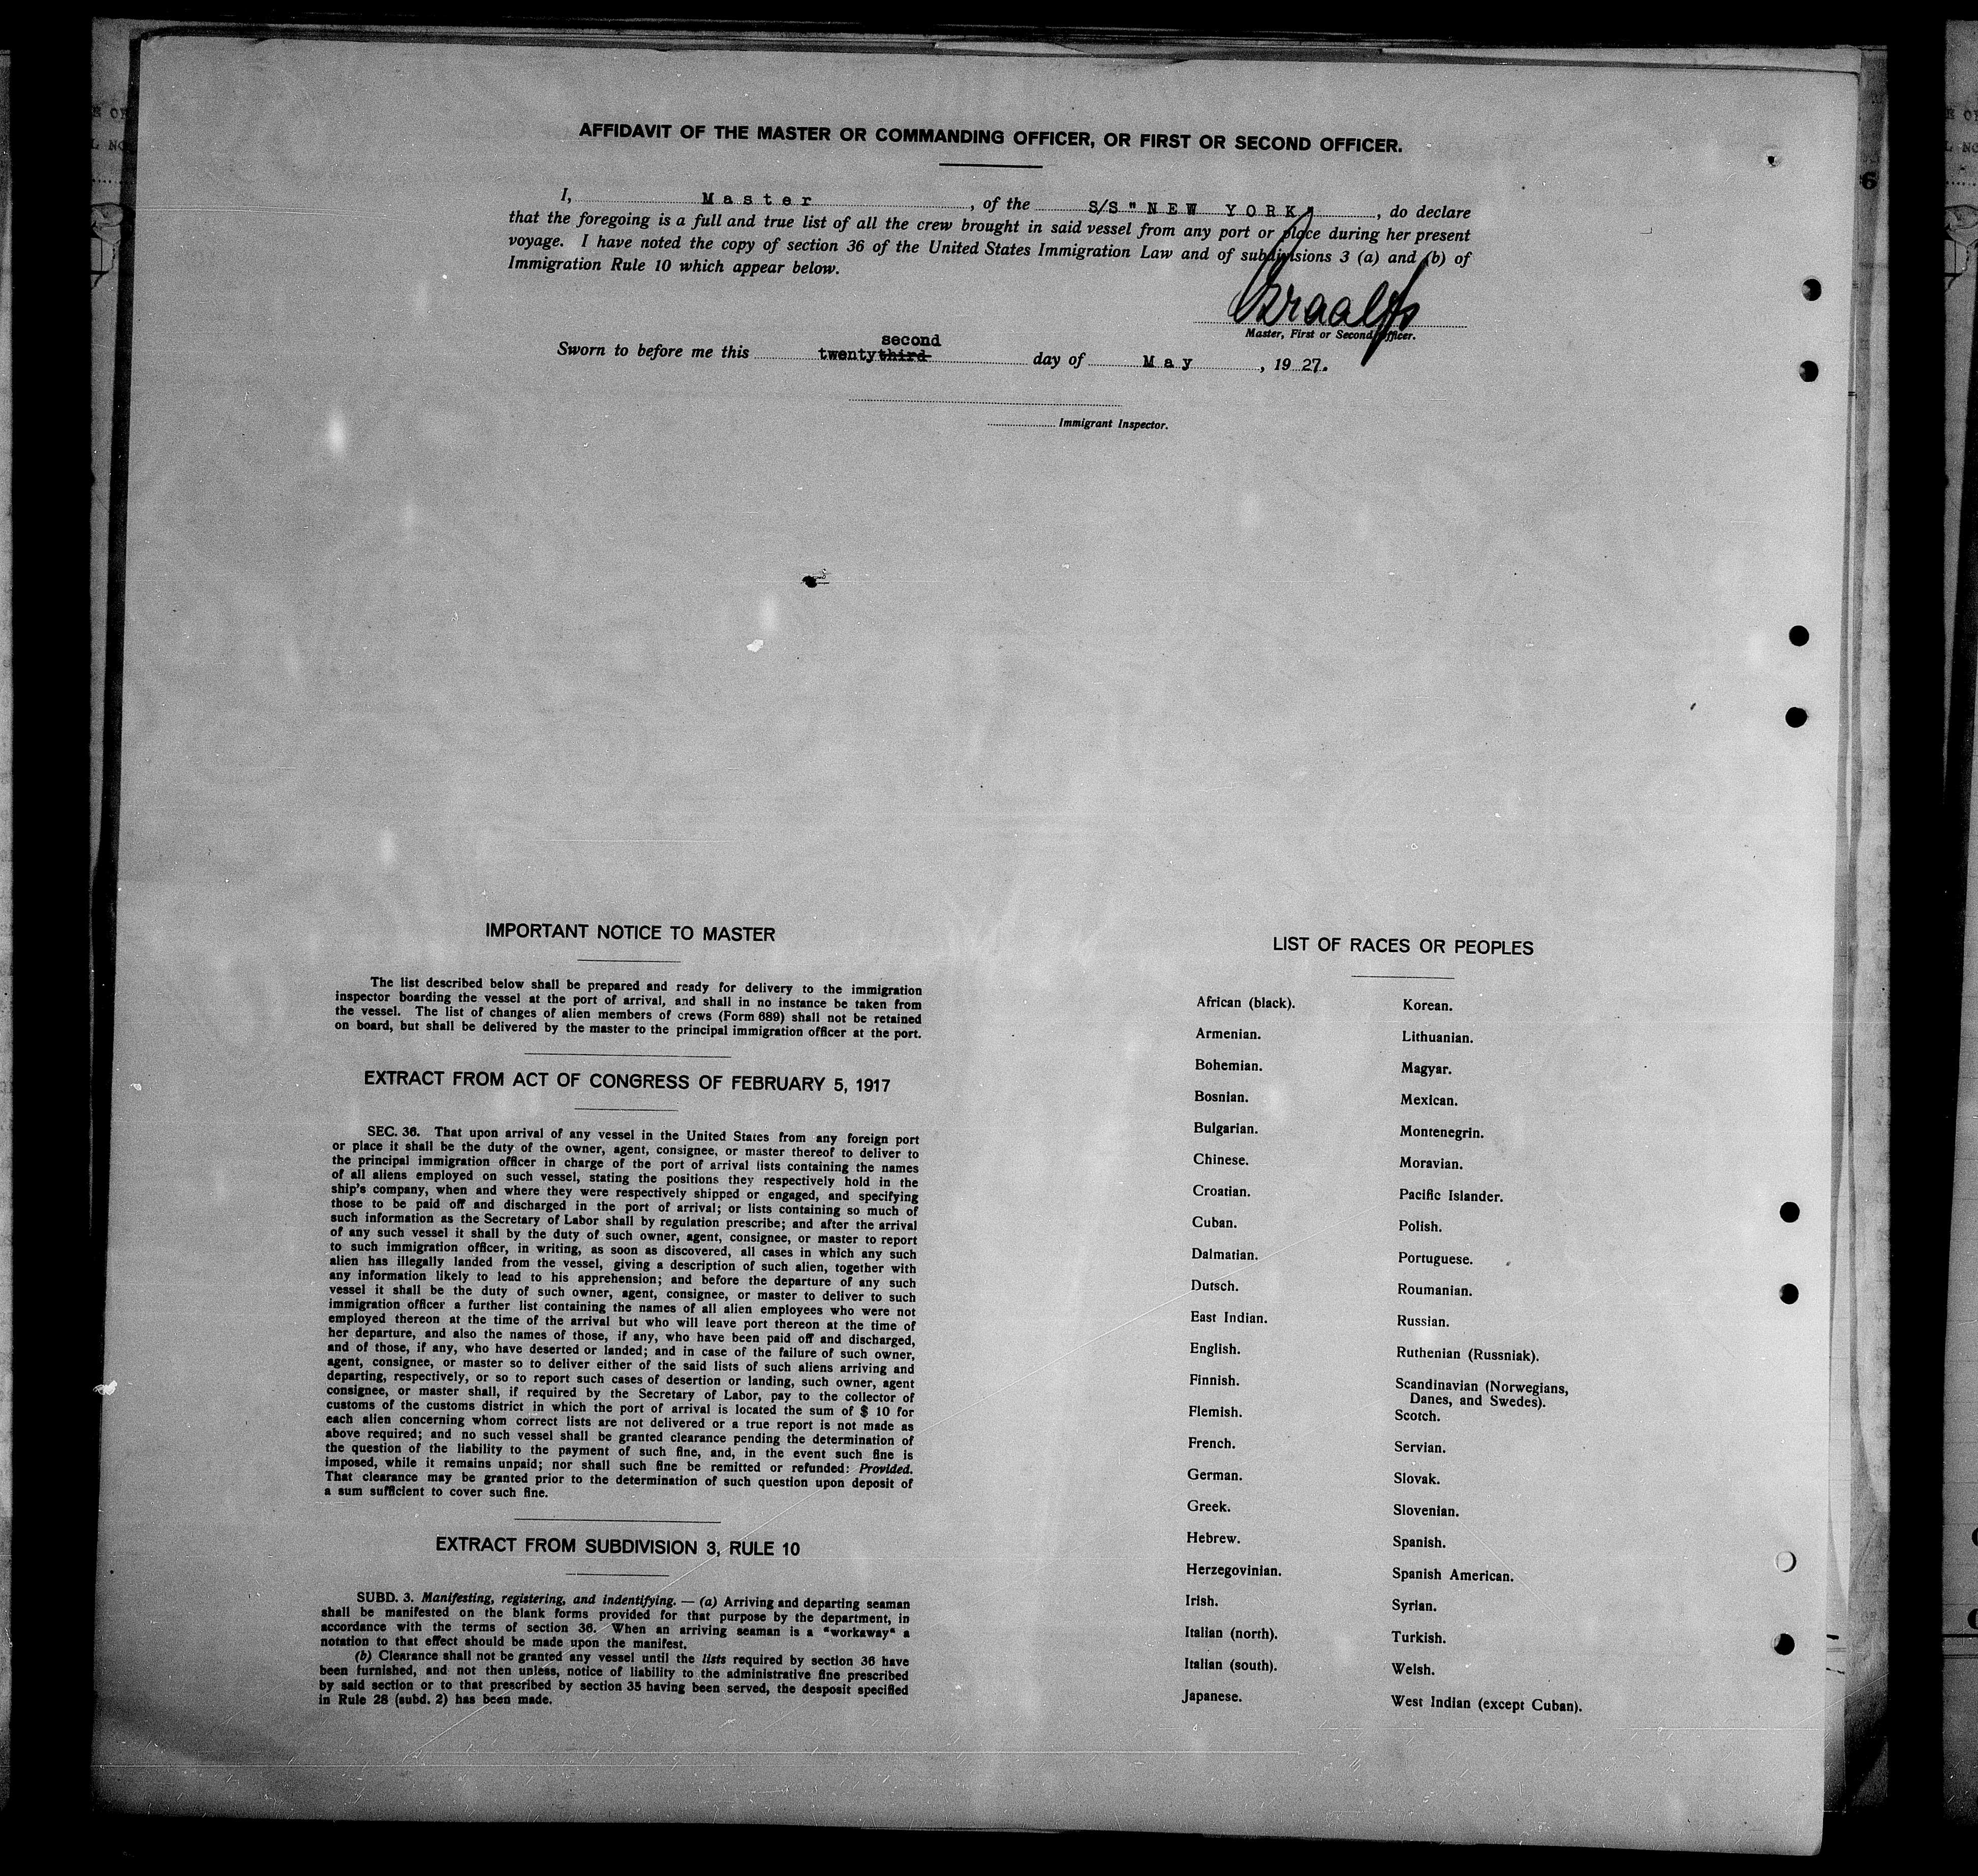 AFFIDAVIT OF THE MASTER OR COMMANDING OFFICER, OR FIRST OR SECOND OFFICER.
I, Master, of the S/S "NEW YORK", do declare
that the foregoing is a full and true list of all the crew brought in said vessel from any port or place during her present
voyage. I have noted the copy of section 36 of the United States Immigration Law and of subdivisions 3 (a) and (b) of
Immigration Rule 10 which appear below.
Graalfs
Master, First or Second Officer.
second
Sworn to before me this twenty third day of May, 19 27.
Immigrant Inspector.
IMPORTANT NOTICE TO MASTER
The list described below shall be prepared and ready for delivery to the immigration
inspector boarding the vessel at the port of arrival, and shall in no instance be taken from
the vessel. The list of changes of alien members of crews (Form 689) shall not be retained
on board, but shall be delivered by the master to the principal immigration officer at the port.
EXTRACT FROM ACT OF CONGRESS OF FEBRUARY 5, 1917
SEC. 36. That upon arrival of any vessel in the United States from any foreign port
or place it shall be the duty of the owner, agent, consignee, or master thereof to deliver to
the principal immigration officer in charge of the port of arrival lists containing the names
of all aliens employed on such vessel, stating the positions they respectively hold in the
ship's company, when and where they were respectively shipped or engaged, and specifying
those to be paid off and discharged in the port of arrival; or lists containing so much of
such information as the Secretary of Labor shall by regulation prescribe; and after the arrival
of any such vessel it shall by the duty of such owner, agent, consignee, or master to report
to such immigration officer, in writing, as soon as discovered, all cases in which any such
alien has illegally landed from the vessel, giving a description of such alien, together with
any information likely to lead to his apprehension; and before the departure of any such
vessel it shall be the duty of such owner, agent, consignee, or master to deliver to such
immigration officer a further list containing the names of all alien employees who were not
employed thereon at the time of the arrival but who will leave port thereon at the time of
her departure, and also the names of those, if any, who have been paid off and discharged,
and of those, if any, who have deserted or landed; and in case of the failure of such owner,
agent, consignee, or master so to deliver either of the said lists of such aliens arriving and
departing, respectively, or so to report such cases of desertion or landing, such owner, agent
consignee, or master shall, if required by the Secretary of Labor, pay to the collector of
customs of the customs district in which the port of arrival is located the sum of $ 10 for
each alien concerning whom correct lists are not delivered or a true report is not made as
above required; and no such vessel shall be granted clearance pending the determination of
the question of the liability to the payment of such fine, and, in the event such fine is
imposed, while it remains unpaid; nor shall such fine be remitted or refunded: Provided.
That clearance may be granted prior to the determination of such question upon deposit of
a sum sufficient to cover such fine.
EXTRACT FROM SUBDIVISION 3, RULE 10
SUBD. 3. Manifesting, registering, and indentifying. — (a) Arriving and departing seaman
shall be manifested on the blank forms provided for that purpose by the department, in
accordance with the terms of section 36. When an arriving seaman is a "workaway" a
notation to that effect should be made upon the manifest.
(b) Clearance shall not be granted any vessel until the lists required by section 36 have
been furnished, and not then unless, notice of liability to the administrative fine prescribed
by said section or to that prescribed by section 35 having been served, the desposit specified
in Rule 28 (subd. 2) has been made.
LIST OF RACES OR PEOPLES
African (black).
Armenian.
Bohemian.
Bosnian.
Bulgarian.
Chinese.
Croatian.
Cuban.
Dalmatian.
Dutsch.
East Indian.
English.
Finnish.
Flemish.
French.
German.
Greek.
Hebrew.
Herzegovinian.
Irish.
Italian (north).
Italian (south).
Japanese.
Korean.
Lithuanian.
Magyar.
Mexican.
Montenegrin.
Moravian.
Pacific Islander.
Polish.
Portuguese.
Roumanian.
Russian.
Ruthenian (Russniak).
Scandinavian (Norwegians,
Danes, and Swedes).
Scotch.
Servian.
Slovak.
Slovenian.
Spanish.
Spanish American.
Syrian.
Turkish.
Welsh.
West Indian (except Cuban).